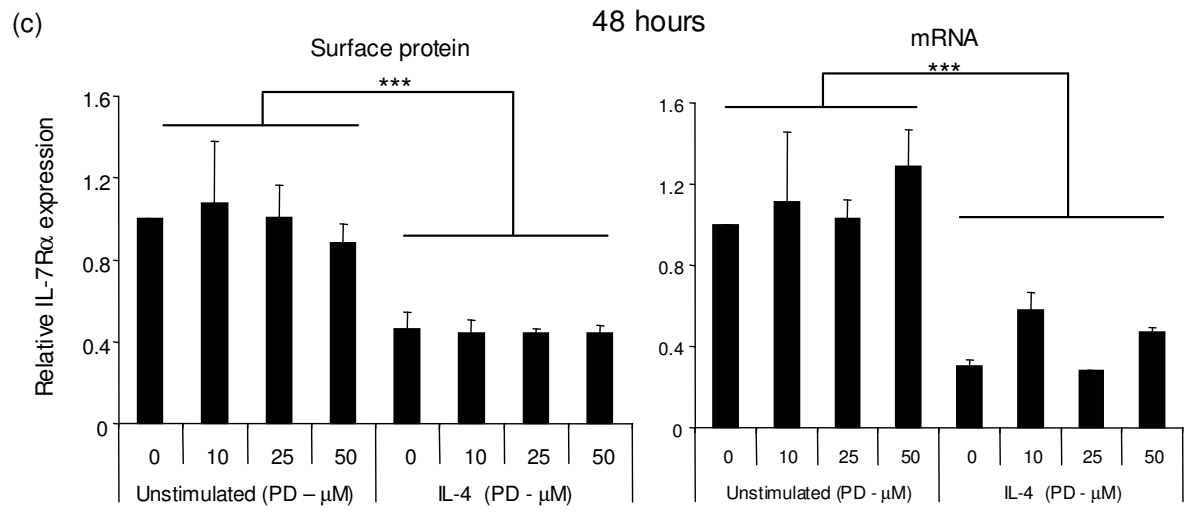 (c)
48 hours
Surface protein
mRNA
***
***
Relative IL-7Rα expression
1.6
1.2
0.8
0.4
0
0 10 25 50 0 10 25 50
Unstimulated (PD – μM) IL-4 (PD - μM)
1.6
1.2
0.8
0.4
0
0 10 25 50 0 10 25 50
Unstimulated (PD - μM) IL-4 (PD - μM)